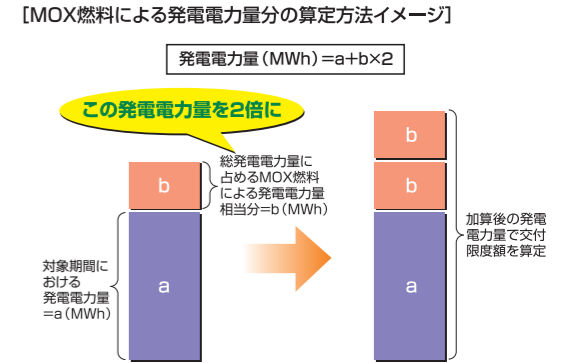 [MOX燃料による発電電力量分の算定方法イメージ]
発電電力量(MWh)=a+b×2
この発電電力量を2倍に
b
総発電電力量に
占めるMOX燃料
による発電電力量
相当分=b(MWh)
対象期間に
おける
発電電力量
=a(MWh)
a
b
b
a
加算後の発電
電力量で交付
限度額を算定